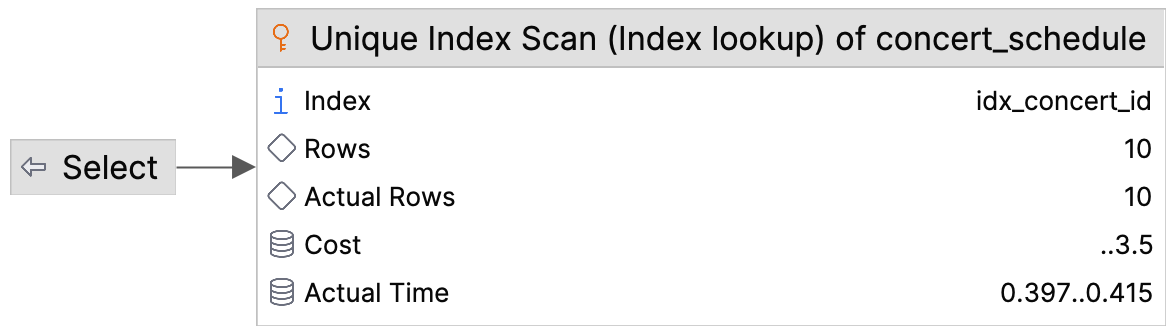 Unique Index Scan (Index lookup) of concert_schedule
Index idx_concert_id
Rows 10
Select
Actual Rows 10
Cost ..3.5
Actual Time 0.397..0.415